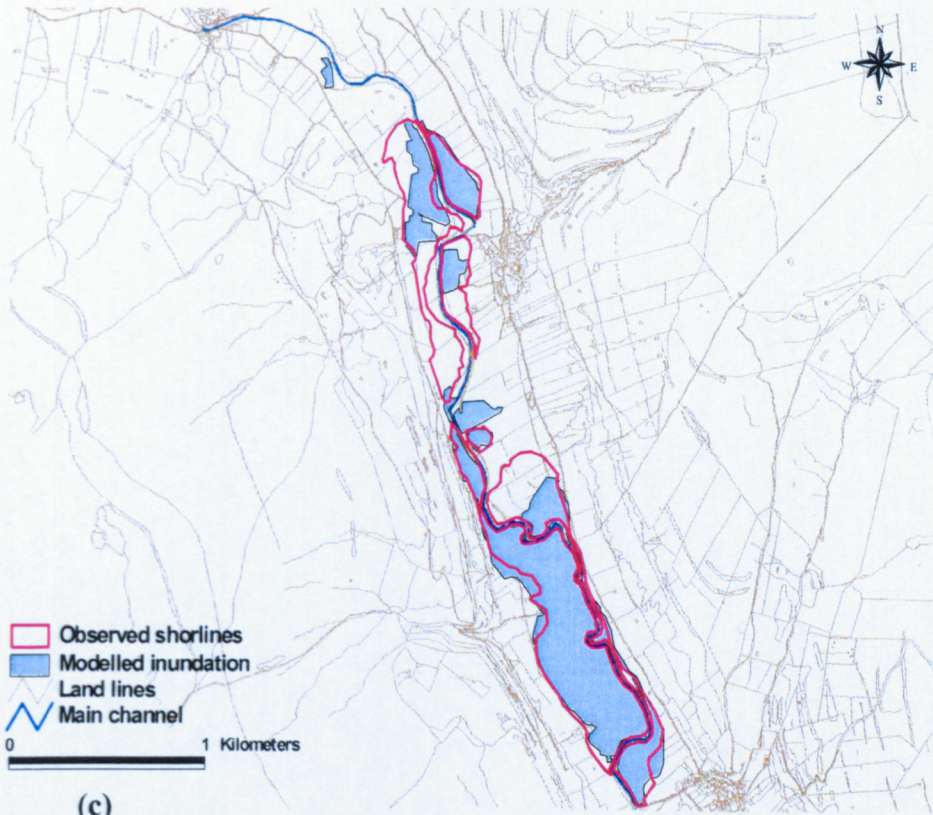 N
W E
S
Observed shorlines
Modelled inundation
Land lines
Main channel
0 1 Kilometers
(c)